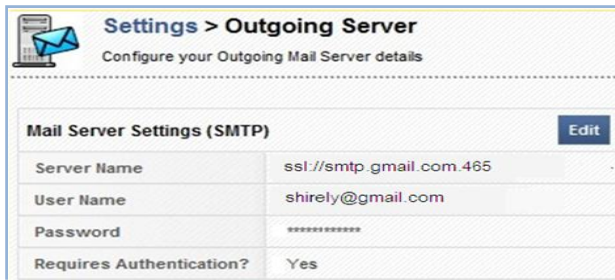 Settings > Outgoing Server
Configure your Outgoing Mail Server details
Mail Server Settings (SMTP)
Edit
Server Name ssl://smtp.gmail.com.465
User Name shirely@gmail.com
Password ************
Requires Authentication? Yes